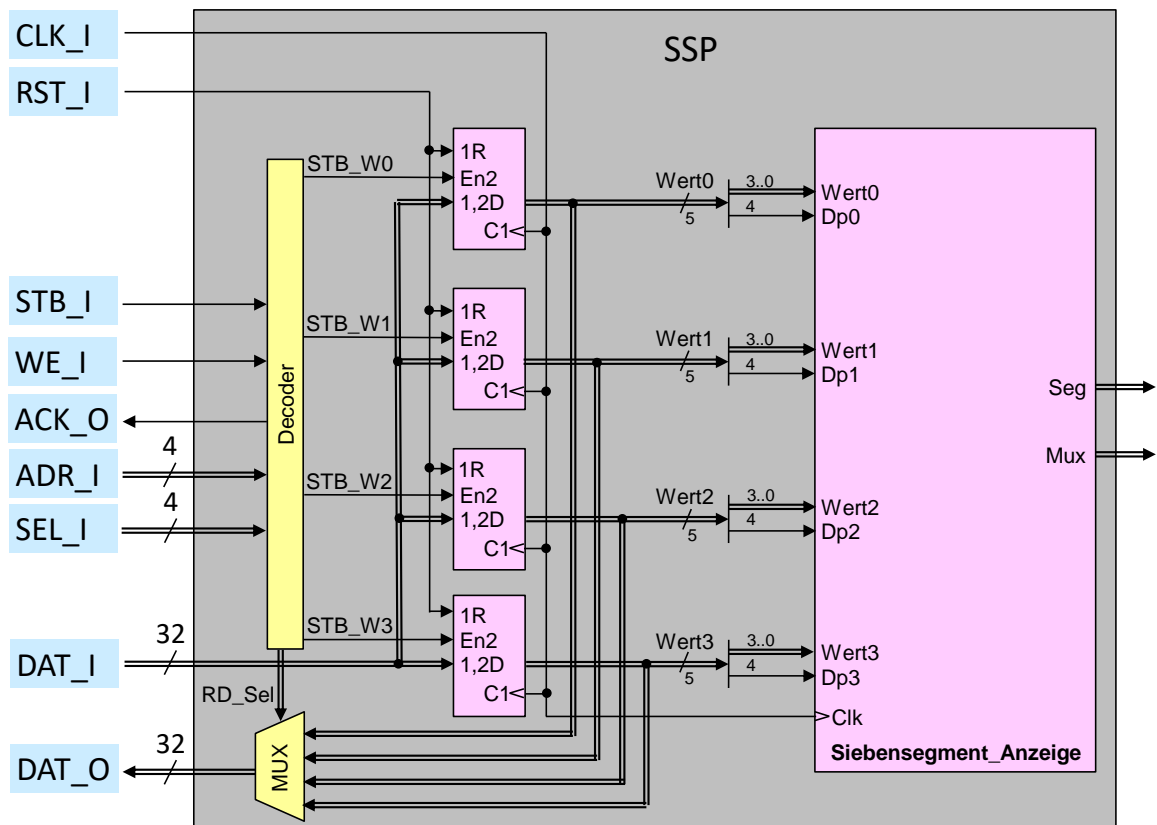 SSP
CLK_I
RST_I
STB_I
WE_I
ACK_O
ADR_I
4
SEL_I
4
DAT_I
32
DAT_O
32
Decoder
STB_W0
STB_W1
STB_W2
STB_W3
RD_Sel
MUX
1R
En2
1,2D
C1
1R
En2
1,2D
C1
1R
En2
1,2D
C1
1R
En2
1,2D
C1
Wert0
5
3..0
4
Wert1
5
3..0
4
Wert2
5
3..0
4
Wert3
5
3..0
4
Wert0
Dp0
Wert1
Dp1
Wert2
Dp2
Wert3
Dp3
Clk
Seg
Mux
Siebensegment_Anzeige